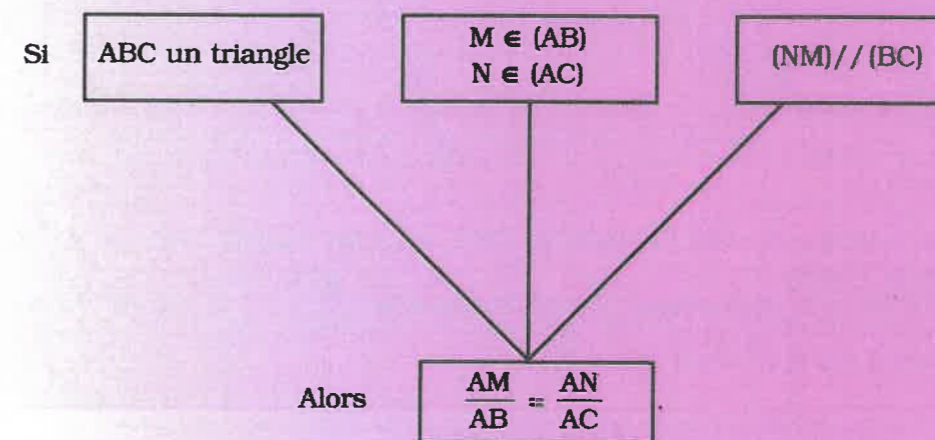 Si
ABC un triangle
M ∈ (AB)
N ∈ (AC)
(NM)//(BC)
Alors
AM/AB = AN/AC